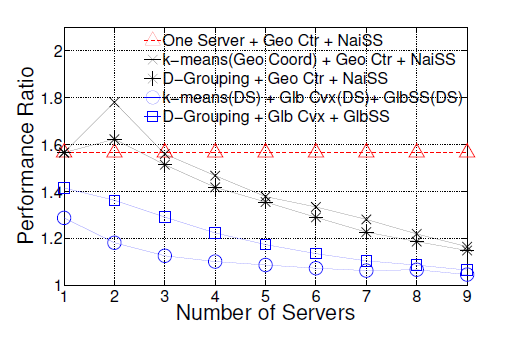 One Server + Geo Ctr + NaiSS
k-means(Geo Coord) + Geo Ctr + NaiSS
D-Grouping + Geo Ctr + NaiSS
k-means(DS) + Glb Cvx(DS)+ GlbSS(DS)
D-Grouping + Glb Cvx + GlbSS
Performance Ratio
2
1.8
1.6
1.4
1.2
1
1 2 3 4 5 6 7 8 9
Number of Servers